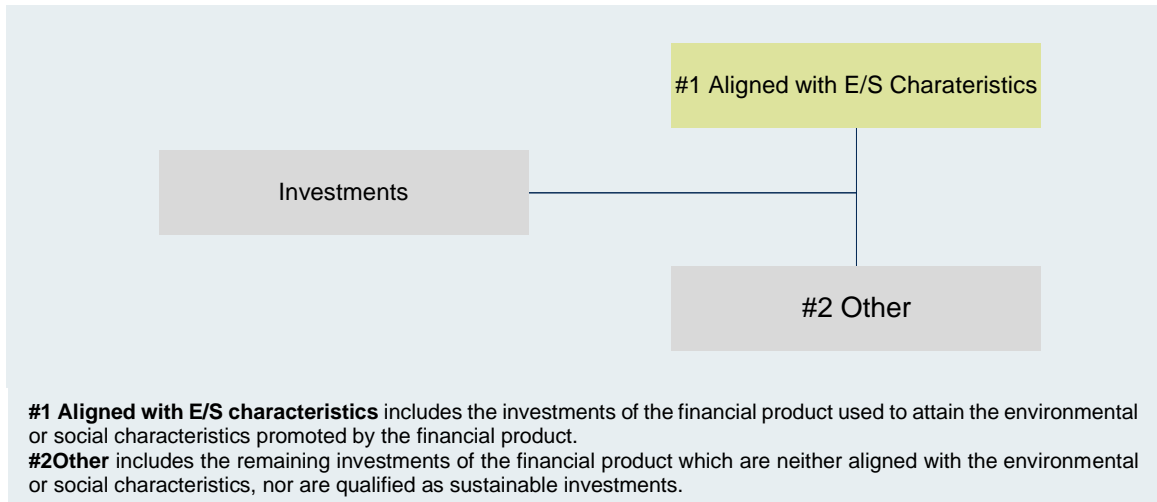 #1 Aligned with E/S Charateristics
Investments
#2 Other
#1 Aligned with E/S characteristics includes the investments of the financial product used to attain the environmental
or social characteristics promoted by the financial product.
#2Other includes the remaining investments of the financial product which are neither aligned with the environmental
or social characteristics, nor are qualified as sustainable investments.